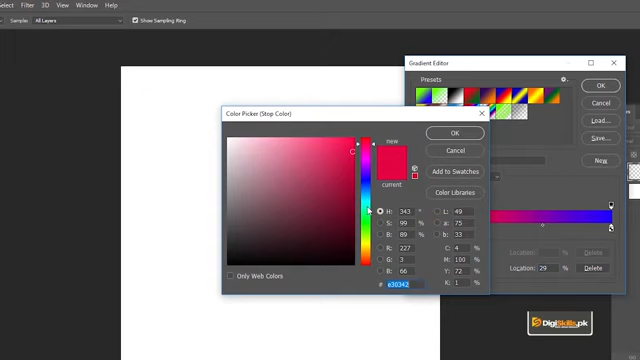 Select Filter 3D View Window Help
Sample: All Layers Show Sampling Ring
Gradient Editor
Presets
OK
Cancel
Load...
Save...
New
Color Picker (Stop Color)
new
current
OK
Cancel
Add to Swatches
Color Libraries
H: 343 ° L: 49
S: 99 % a: 75
B: 89 % b: 33
R: 227 C: 4 %
G: 3 M: 100 %
B: 66 Y: 72 %
# e30342 K: 1 %
Only Web Colors
Location: % Delete
Location: 29 % Delete
DigiSkills.pk